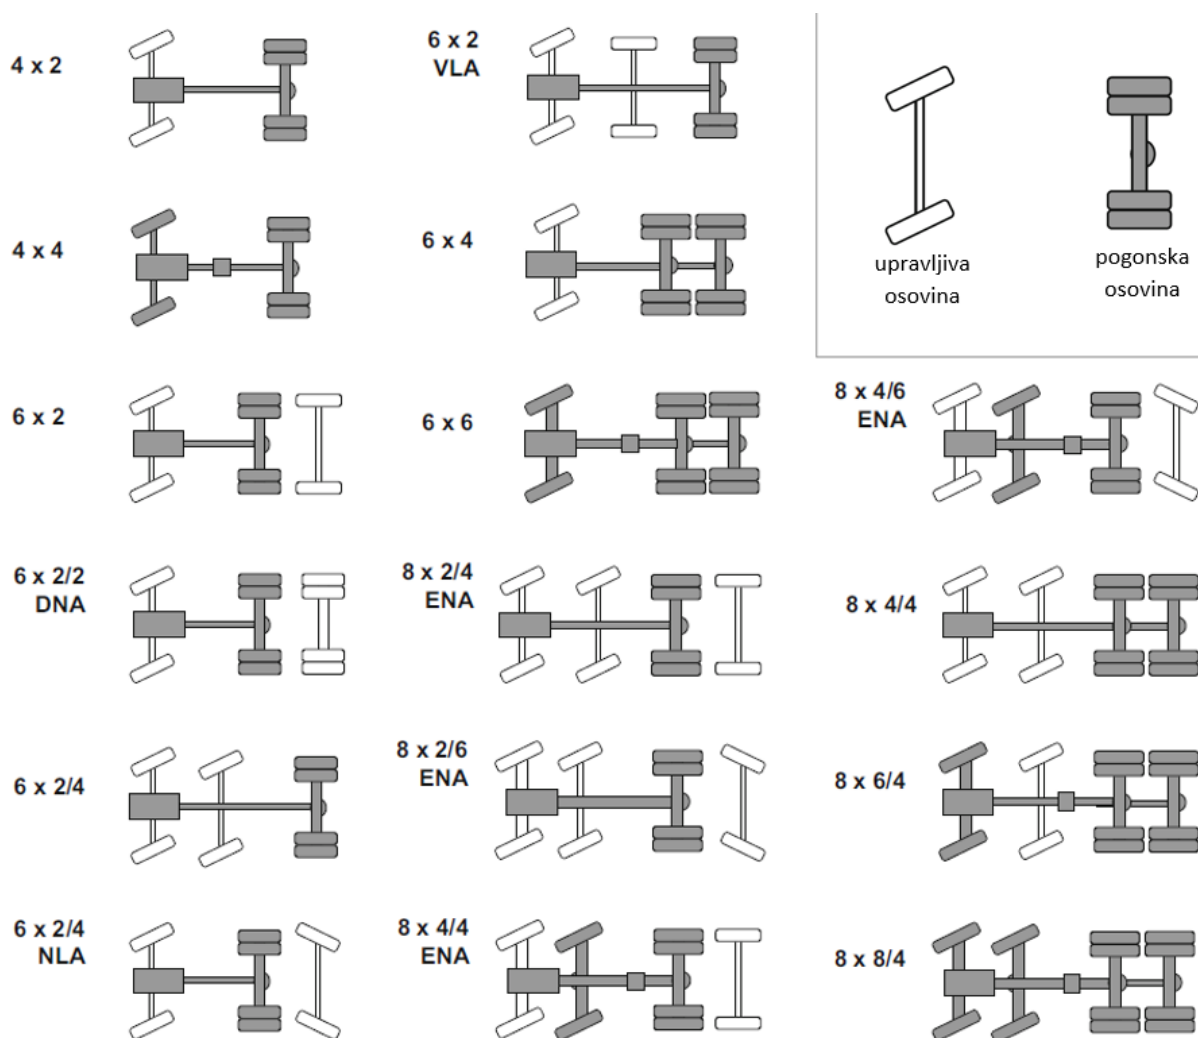 4 x 2
4 x 4
6 x 2
6 x 2/2
DNA
6 x 2/4
6 x 2/4
NLA
6 x 2
VLA
6 x 4
6 x 6
8 x 2/4
ENA
8 x 2/6
ENA
8 x 4/4
ENA
upravljiva
osovina
pogonska
osovina
8 x 4/6
ENA
8 x 4/4
8 x 6/4
8 x 8/4